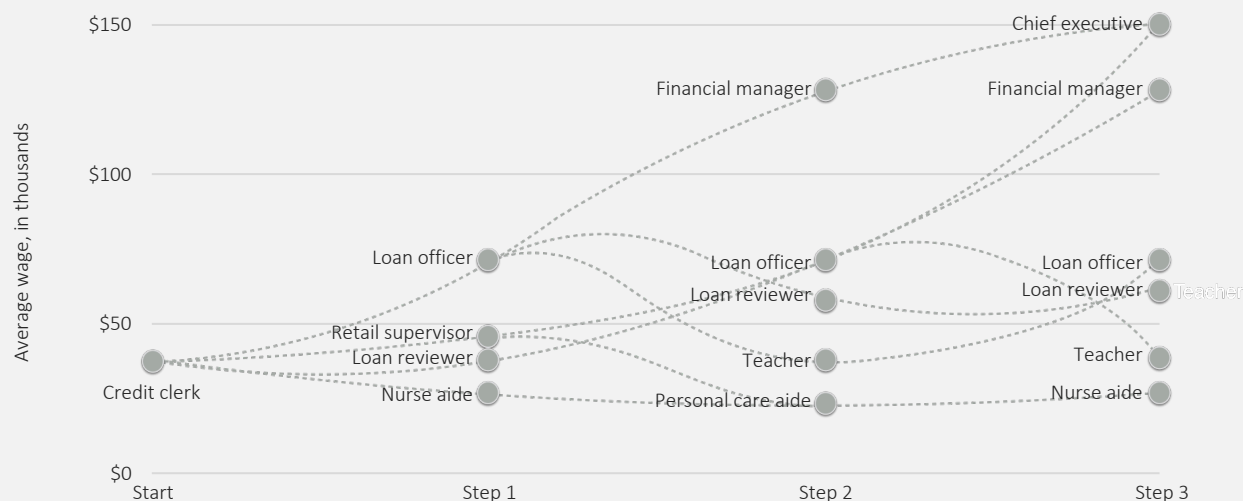 $150
Chief executive
Financial manager
Financial manager
Average wage, in thousands
$100
Loan officer
Loan officer
Loan officer
Loan reviewer
Loan reviewer
Teacher
$50
Retail supervisor
Loan reviewer
Teacher
Teacher
Credit clerk
Nurse aide
Personal care aide
Nurse aide
$0
Start
Step 1
Step 2
Step 3